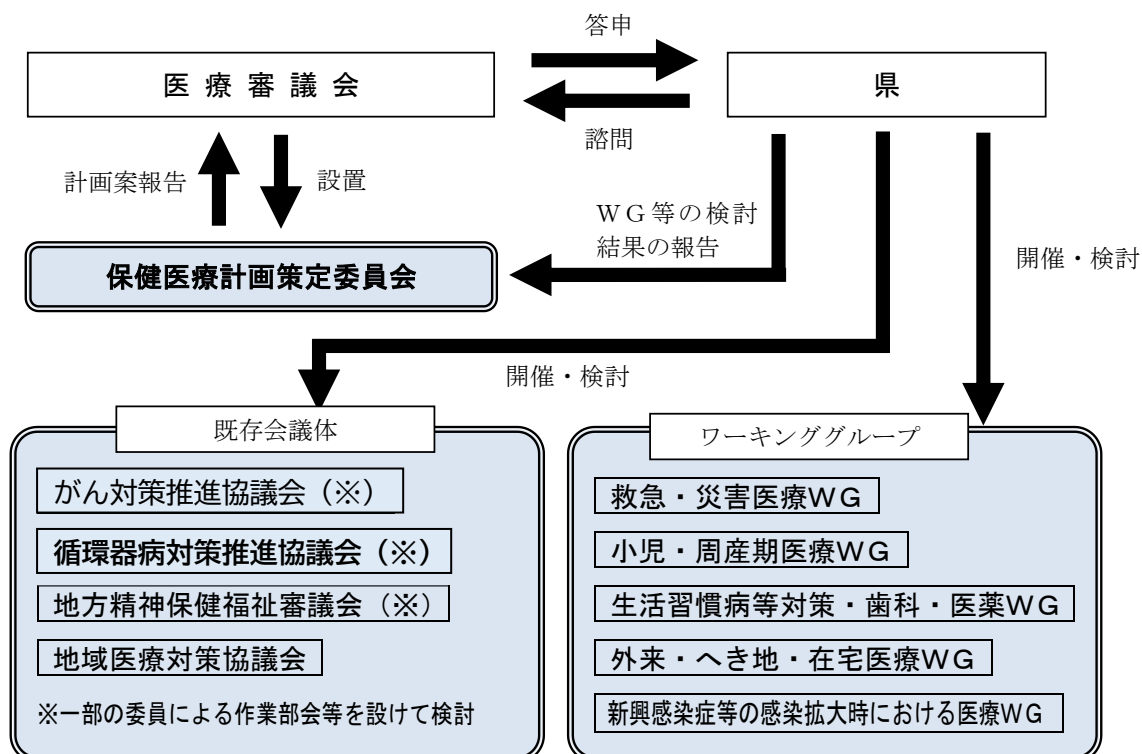 答申
医療審議会
県
諮問
計画案報告
設置
ＷＧ等の検討
結果の報告
開催・検討
保健医療計画策定委員会
開催・検討
既存会議体
がん対策推進協議会（※）
循環器病対策推進協議会（※）
地方精神保健福祉審議会（※）
地域医療対策協議会
※一部の委員による作業部会等を設けて検討
ワーキンググループ
救急・災害医療ＷＧ
小児・周産期医療ＷＧ
生活習慣病等対策・歯科・医薬ＷＧ
外来・へき地・在宅医療ＷＧ
新興感染症等の感染拡大時における医療ＷＧ